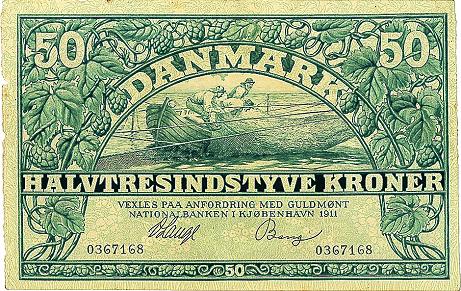 50 50
DANMARK
HALVTRESINDSTYVE KRONER
VEXLES PAA ANFORDRING MED GULDMØNT
NATIONALBANKEN I KJØBENHAVN 1911
0367168 0367168
50